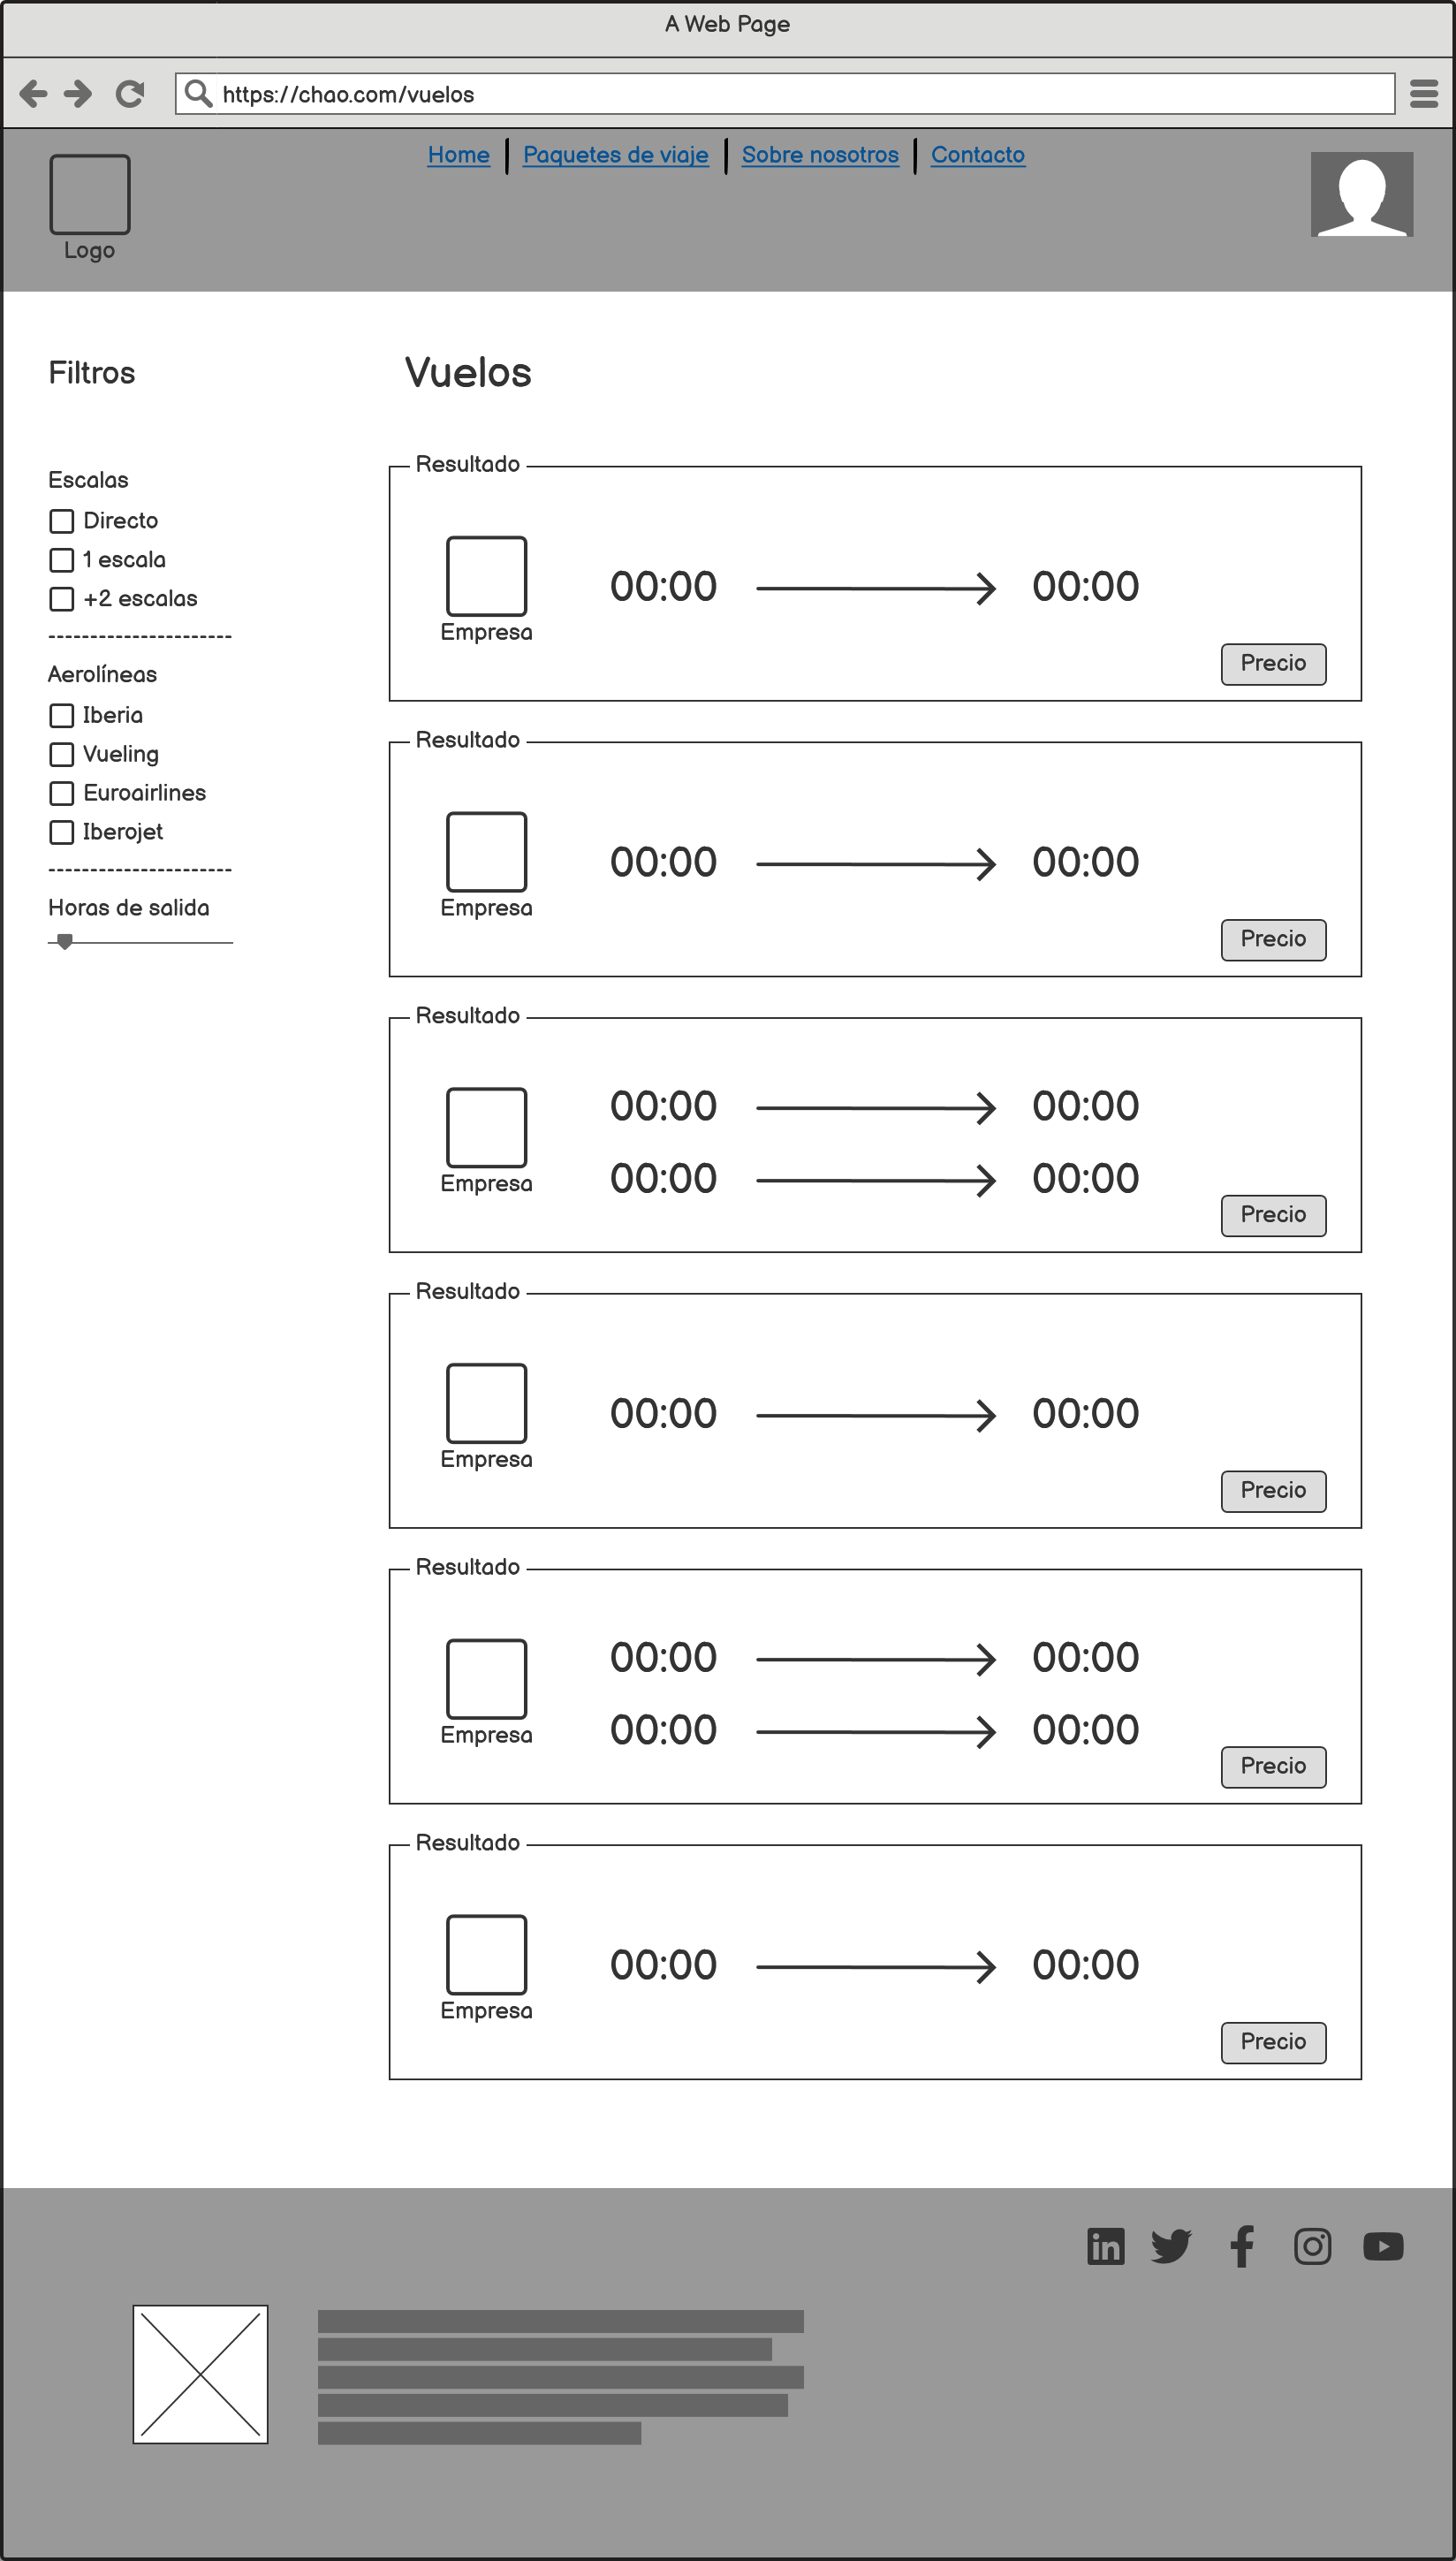 A Web Page
https://chao.com/vuelos
Home | Paquetes de viaje | Sobre nosotros | Contacto
Logo
Filtros
Escalas
Directo
1 escala
+2 escalas
----------------------
Aerolíneas
Iberia
Vueling
Euroairlines
Iberojet
----------------------
Horas de salida
Vuelos
Resultado
Empresa
00:00 00:00
Precio
Resultado
Empresa
00:00 00:00
Precio
Resultado
Empresa
00:00 00:00
00:00 00:00
Precio
Resultado
Empresa
00:00 00:00
Precio
Resultado
Empresa
00:00 00:00
00:00 00:00
Precio
Resultado
Empresa
00:00 00:00
Precio